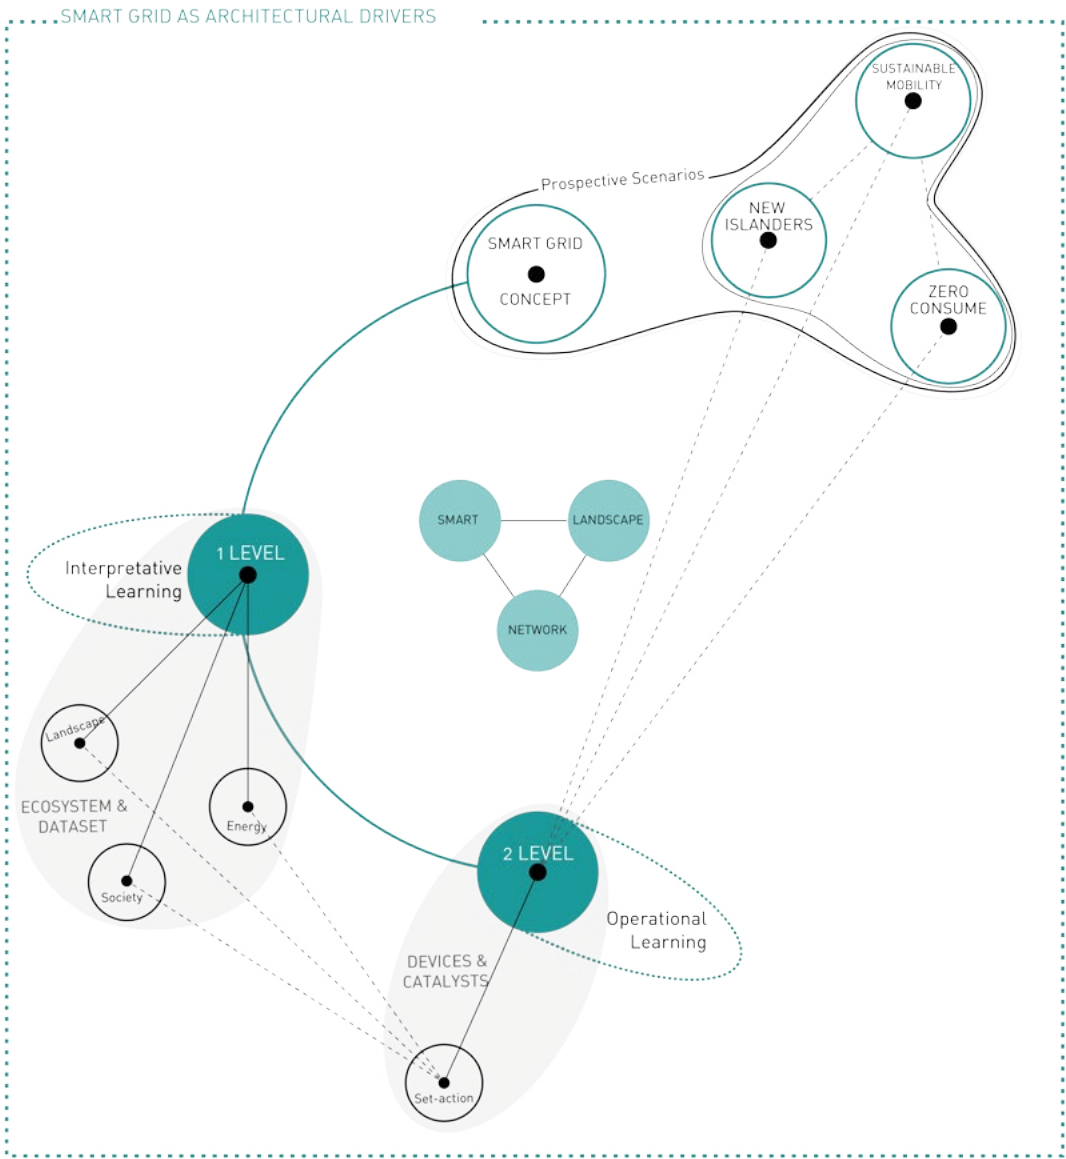 SMART GRID AS ARCHITECTURAL DRIVERS
SUSTAINABLE
MOBILITY
Prospective Scenarios
NEW
ISLANDERS
SMART GRID
CONCEPT
ZERO
CONSUME
SMART
LANDSCAPE
NETWORK
1 LEVEL
Interpretative
Learning
Landscape
ECOSYSTEM &
DATASET
Energy
Society
2 LEVEL
Operational
Learning
DEVICES &
CATALYSTS
Set-action